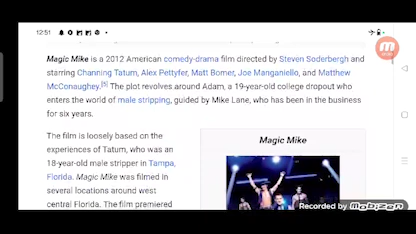 12:51
Magic Mike is a 2012 American comedy-drama film directed by Steven Soderbergh and
starring Channing Tatum, Alex Pettyfer, Matt Bomer, Joe Manganiello, and Matthew
McConaughey.[5] The plot revolves around Adam, a 19-year-old college dropout who
enters the world of male stripping, guided by Mike Lane, who has been in the business
for six years.
The film is loosely based on the
experiences of Tatum, who was an
18-year-old male stripper in Tampa,
Florida. Magic Mike was filmed in
several locations around west
central Florida. The film premiered
Magic Mike
Recorded by Mobizen